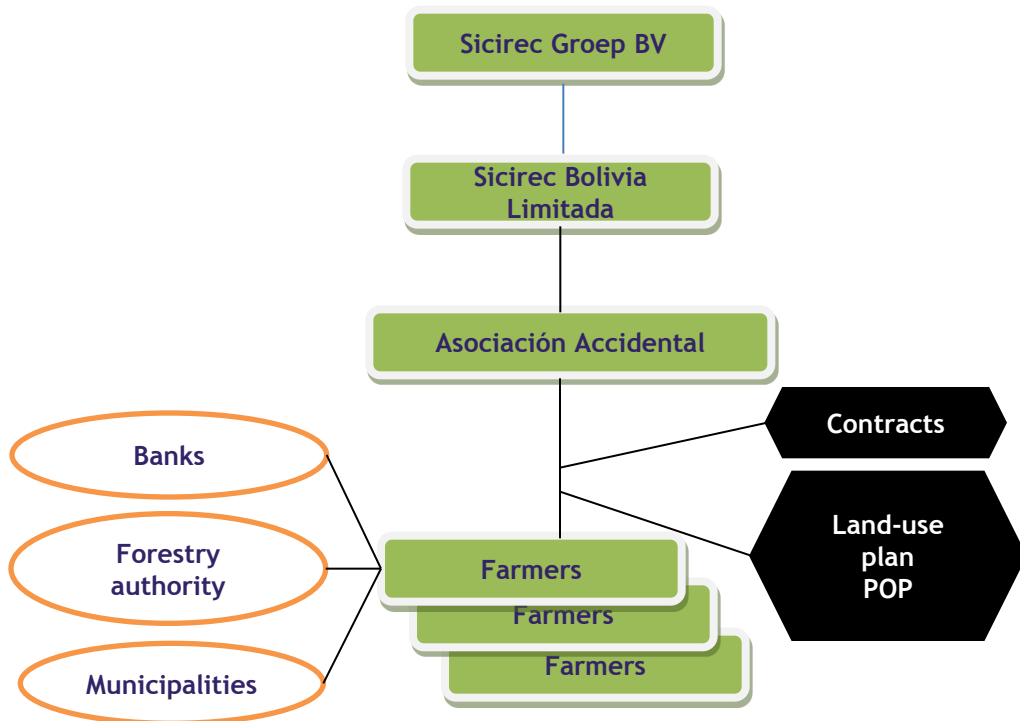 Sicirec Groep BV
Sicirec Bolivia
Limitada
Asociación Accidental
Contracts
Banks
Land-use
plan
POP
Forestry
authority
Farmers
Farmers
Farmers
Municipalities